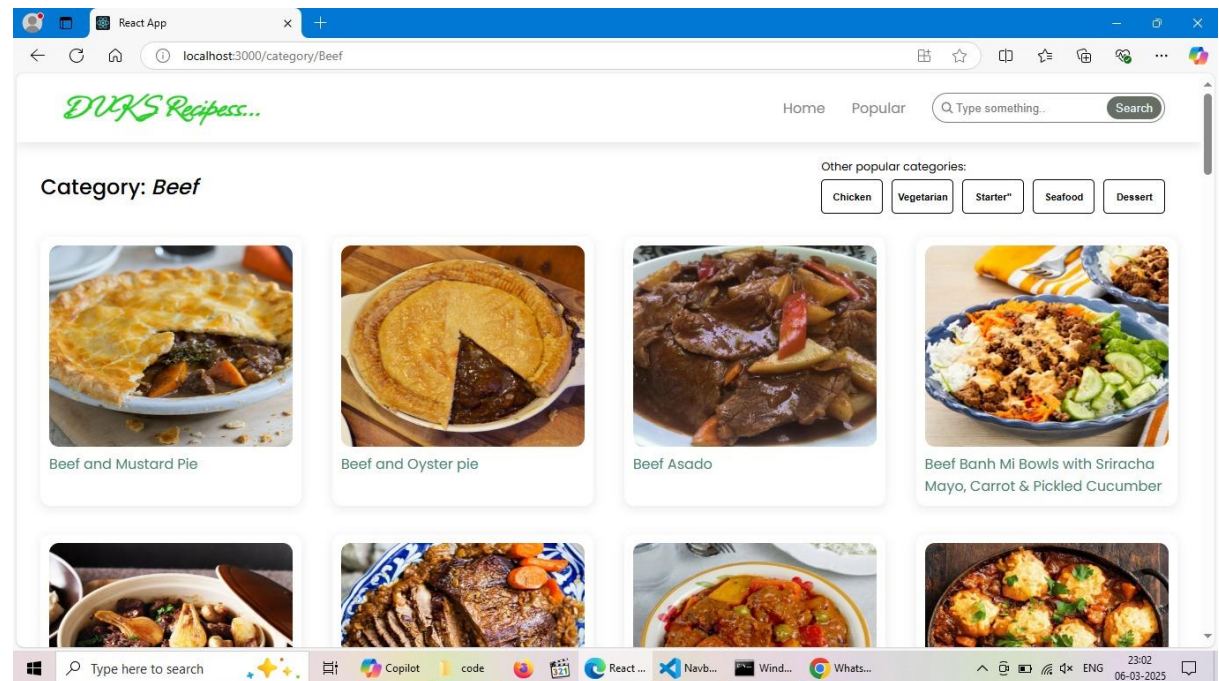 React App
localhost:3000/category/Beef
DUKS Recipess...
Home Popular Type something.. Search
Category: Beef
Other popular categories:
Chicken Vegetarian Starter" Seafood Dessert
Beef and Mustard Pie
Beef and Oyster pie
Beef Asado
Beef Banh Mi Bowls with Sriracha
Mayo, Carrot & Pickled Cucumber
Type here to search
Copilot
code
321
React ...
Navb...
Wind...
Whats...
ENG
23:02
06-03-2025